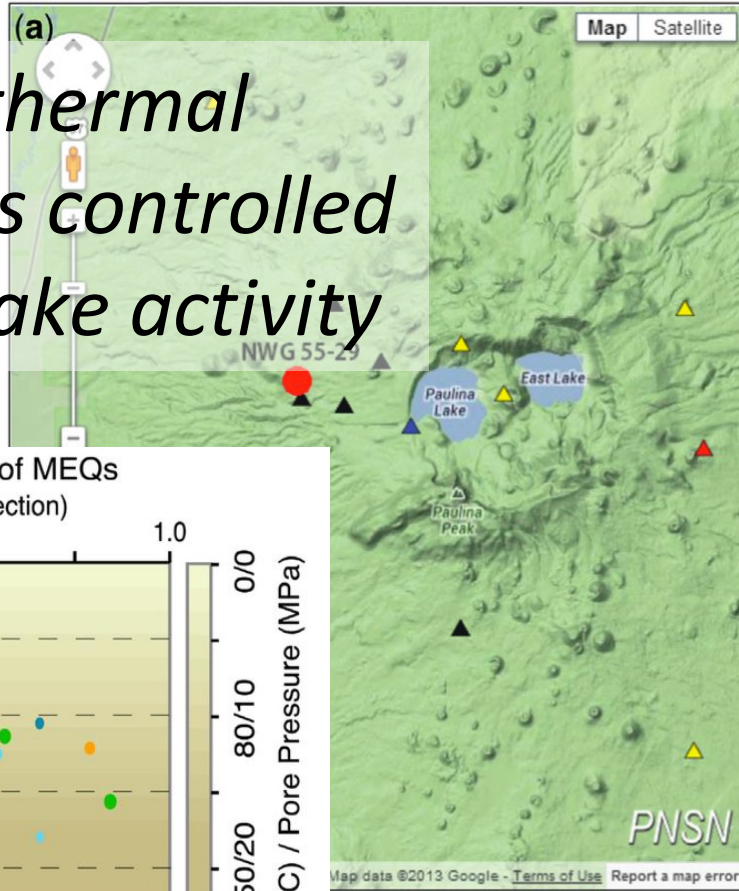 (a)
Map Satellite
thermal
s controlled
ake activity
NWG 55-29
East Lake
Paulina
Lake
Paulina
Peak
of MEQs
ection)
1.0
0/0
80/10
50/20
C) / Pore Pressure (MPa)
PNSN
Map data ©2013 Google - Terms of Use Report a map error